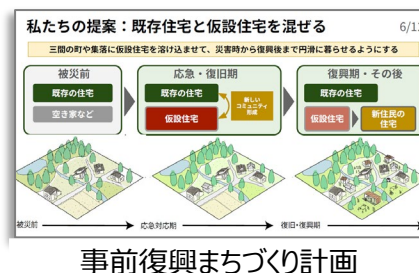 私たちの提案：既存住宅と仮設住宅を混ぜる
6/13
三間の町や集落に仮設住宅を溶け込ませて、災害時から復興後まで円滑に暮らせるようにする
被災前
応急・復旧期
復興期・その後
既存の住宅
既存の住宅
既存の住宅
空き家など
仮設住宅
新しい
コミュニティ
形成
仮設住宅
新住民の
住宅
被災前
応急対応期
復旧・復興期
事前復興まちづくり計画